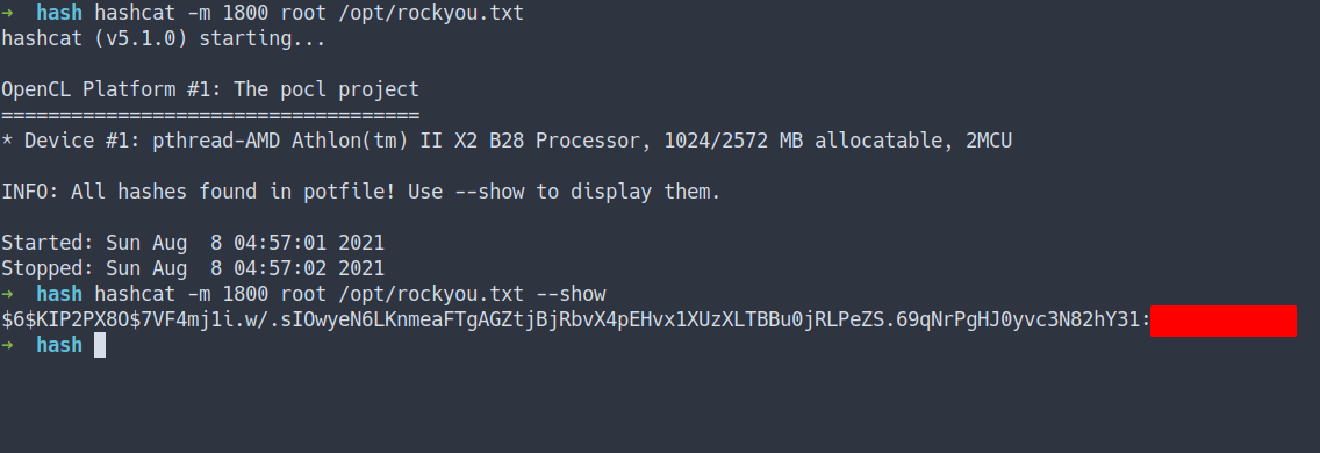 → hash hashcat -m 1800 root /opt/rockyou.txt
hashcat (v5.1.0) starting...
OpenCL Platform #1: The pocl project
====================================
* Device #1: pthread-AMD Athlon(tm) II X2 B28 Processor, 1024/2572 MB allocatable, 2MCU
INFO: All hashes found in potfile! Use --show to display them.
Started: Sun Aug  8 04:57:01 2021
Stopped: Sun Aug  8 04:57:02 2021
→ hash hashcat -m 1800 root /opt/rockyou.txt --show
$6$KIP2PX8O$7VF4mj1i.w/.sIOwyeN6LKnmeaFTgAGZtjBjRbvX4pEHvx1XUzXLTBBu0jRLPeZS.69qNrPgHJ0yvc3N82hY31:
→ hash